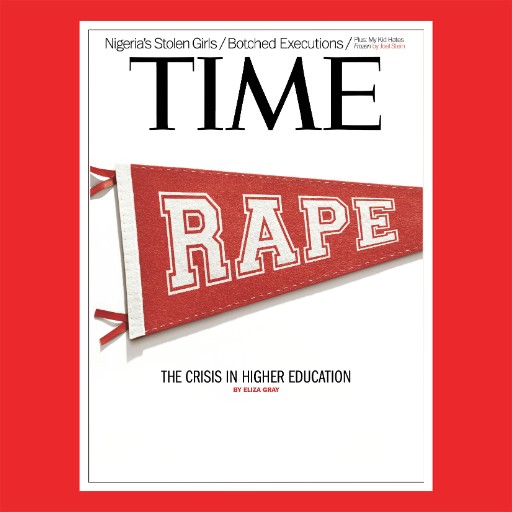 Nigeria's Stolen Girls / Botched Executions / Plus: My Kid Hates
Frozen by Joel Stein
TIME
RAPE
THE CRISIS IN HIGHER EDUCATION
BY ELIZA GRAY